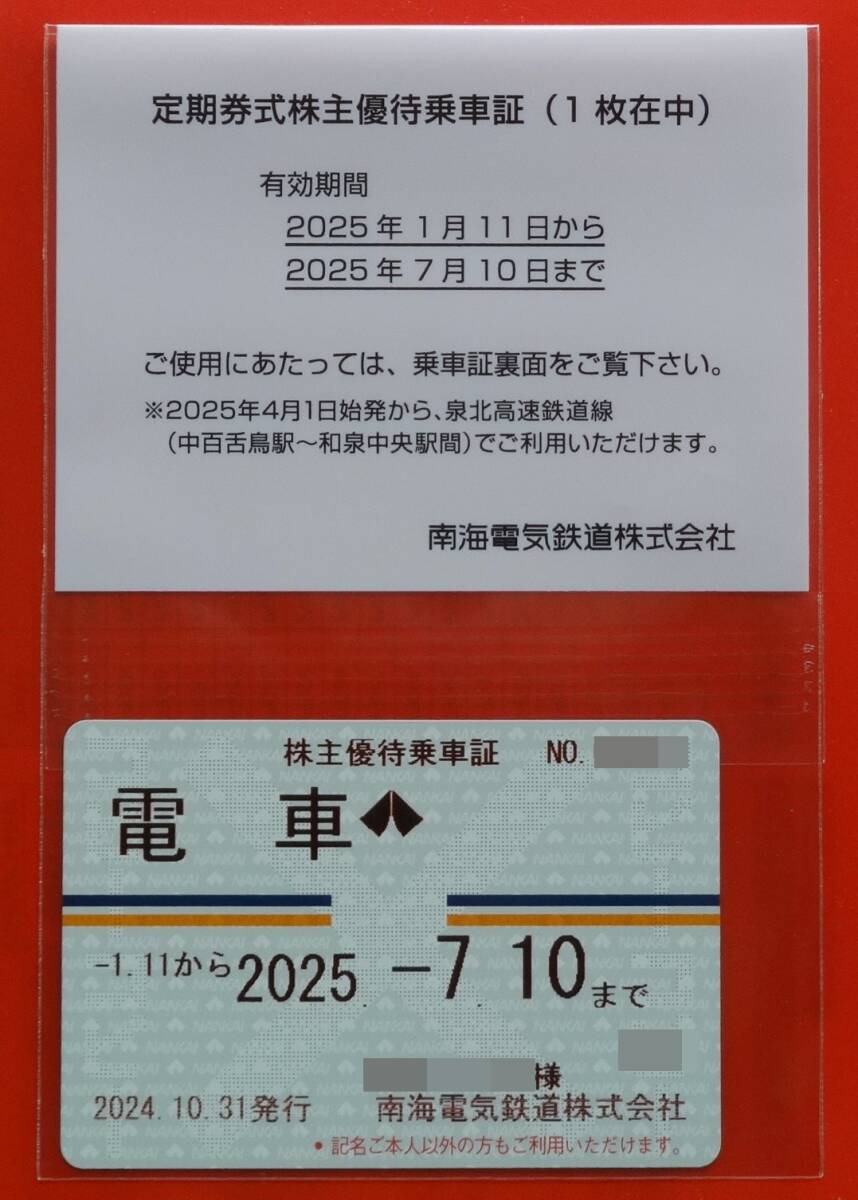 定期券式株主優待乗車証（1枚在中）
有効期間
2025年1月11日から
2025年7月10日まで
ご使用にあたっては、乗車証裏面をご覧下さい。
※2025年4月1日始発から、泉北高速鉄道線
（中百舌鳥駅～和泉中央駅間）でご利用いただけます。
南海電気鉄道株式会社
株主優待乗車証 NO.
電車
-1.11から2025.-7.10まで
様
2024.10.31発行 南海電気鉄道株式会社
•記名ご本人以外の方もご利用いただけます。